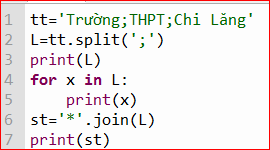 1 tt='Trường;THPT;Chi Lăng'
2 L=tt.split(';')
3 print(L)
4 for x in L:
5     print(x)
6 st='*'.join(L)
7 print(st)